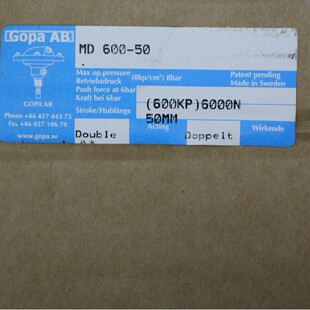 Gopa AB
MD 600-50
Max op.pressure (8kp/cm²) 8bar Patent pending
Betriebsdruck Made in Sweden
Push force at 6bar
Kraft bei 6bar (600KP)6000N
Stroke/Hublänge 50MM
GOPA AB
Phone +46 457 443 75
Fax +46 457 106 70
www.gopa.se
Double Acting Doppelt Wirkende